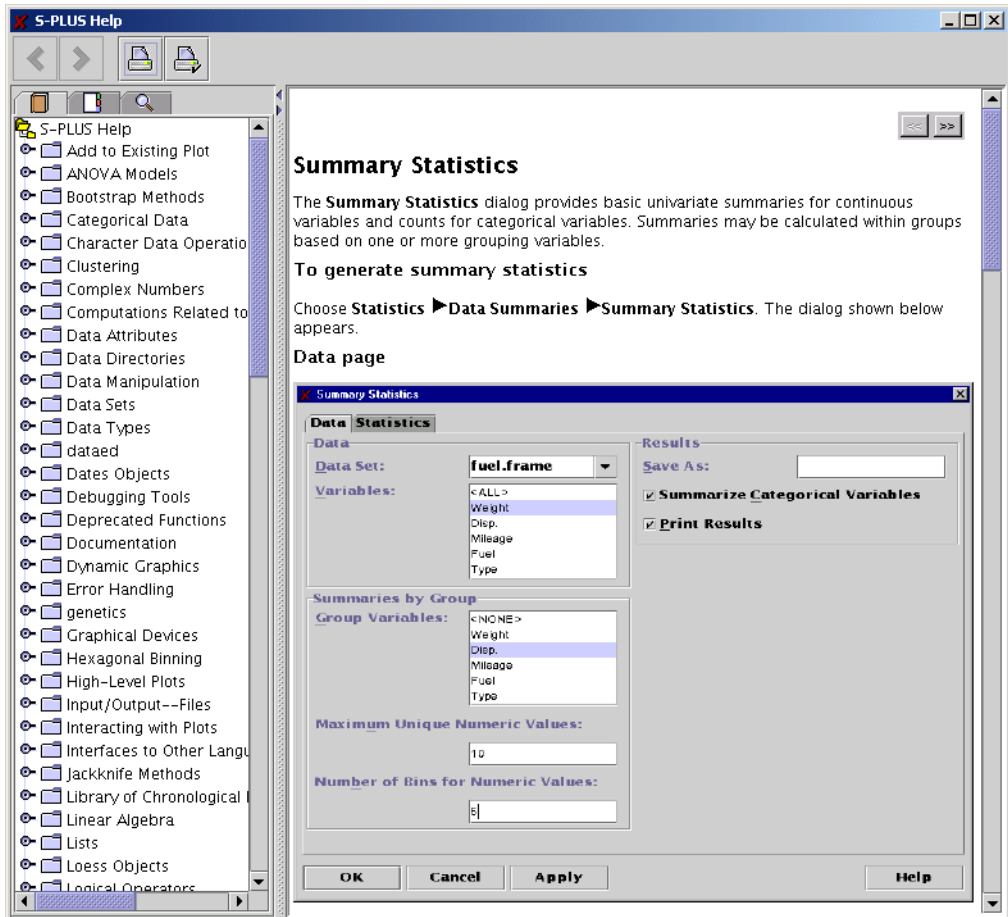 S-PLUS Help
S-PLUS Help
Add to Existing Plot
ANOVA Models
Bootstrap Methods
Categorical Data
Character Data Operatio
Clustering
Complex Numbers
Computations Related to
Data Attributes
Data Directories
Data Manipulation
Data Sets
Data Types
dataed
Dates Objects
Debugging Tools
Deprecated Functions
Documentation
Dynamic Graphics
Error Handling
genetics
Graphical Devices
Hexagonal Binning
High-Level Plots
Input/Output--Files
Interacting with Plots
Interfaces to Other Langu
Jackknife Methods
Library of Chronological
Linear Algebra
Lists
Loess Objects
Logical Operators
<< >>
Summary Statistics
The Summary Statistics dialog provides basic univariate summaries for continuous
variables and counts for categorical variables. Summaries may be calculated within groups
based on one or more grouping variables.
To generate summary statistics
Choose Statistics ▶Data Summaries ▶Summary Statistics. The dialog shown below
appears.
Data page
Summary Statistics
Data Statistics
Data
Data Set: fuel.frame
Variables: <ALL>
Weight
Disp.
Mileage
Fuel
Type
Summaries by Group
Group Variables: <NONE>
Weight
Disp.
Mileage
Fuel
Type
Maximum Unique Numeric Values:
10
Number of Bins for Numeric Values:
5
Results
Save As:
Summarize Categorical Variables
Print Results
OK Cancel Apply Help